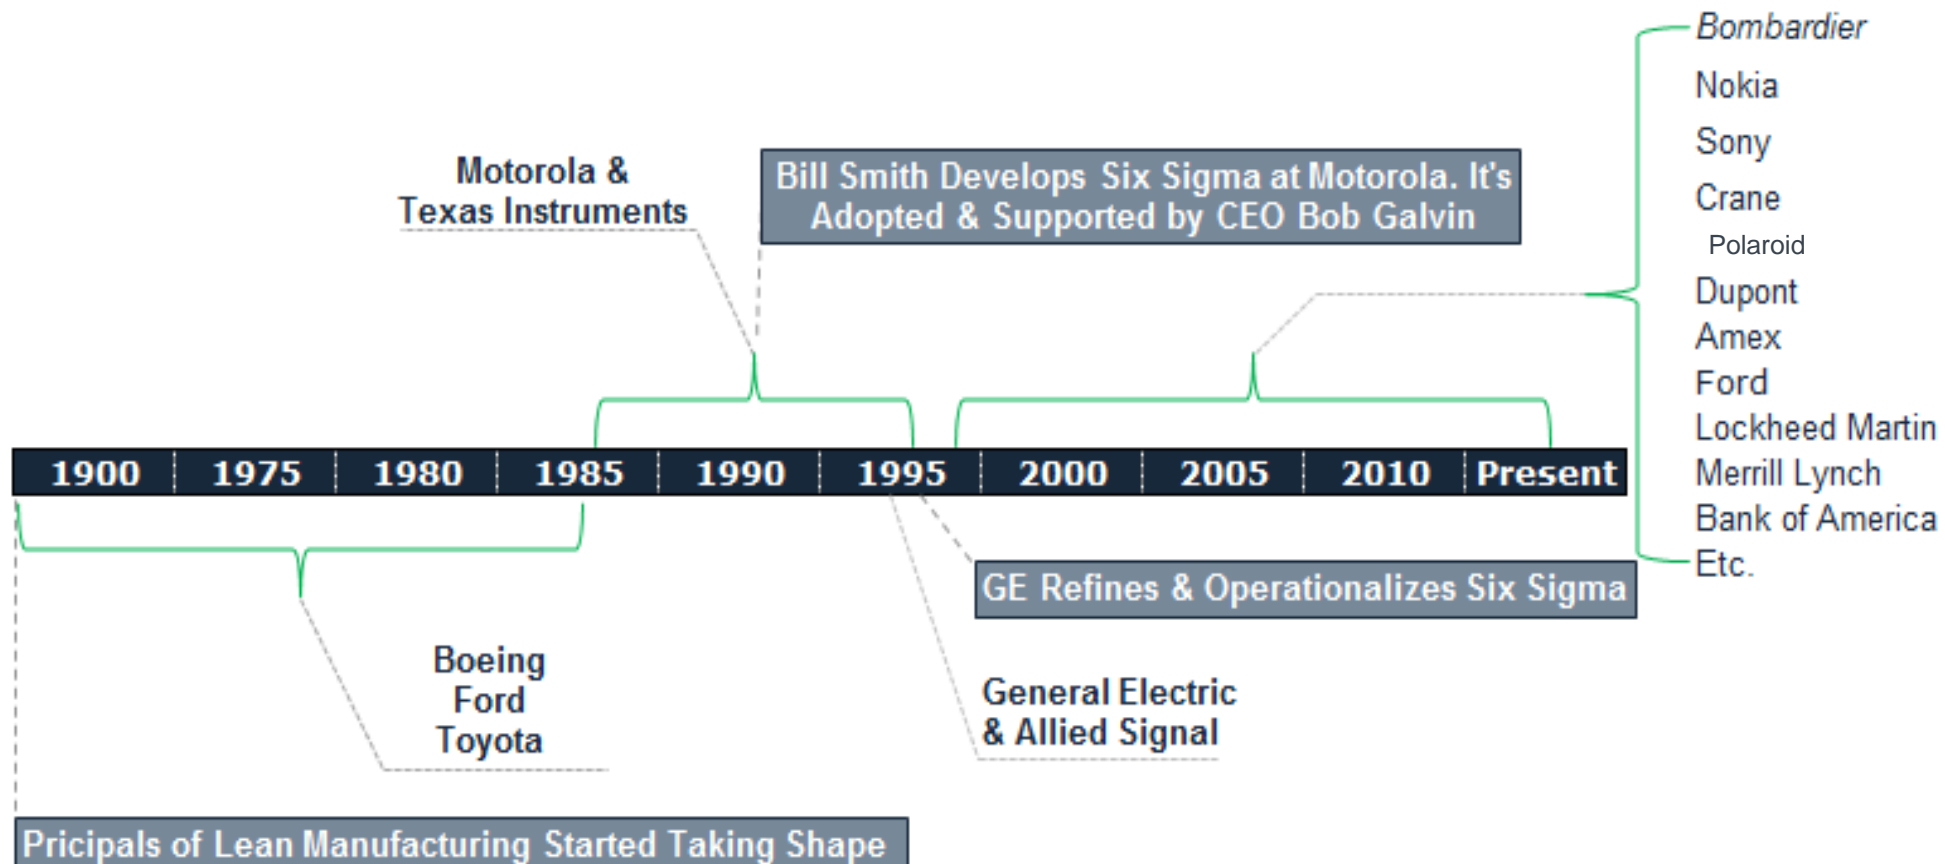 Bombardier
Nokia
Sony
Crane
Polaroid
Dupont
Amex
Ford
Lockheed Martin
Merrill Lynch
Bank of America
Etc.
Motorola &
Texas Instruments
Bill Smith Develops Six Sigma at Motorola. It's
Adopted & Supported by CEO Bob Galvin
1900 1975 1980 1985 1990 1995 2000 2005 2010 Present
GE Refines & Operationalizes Six Sigma
Boeing
Ford
Toyota
General Electric
& Allied Signal
Pricipals of Lean Manufacturing Started Taking Shape